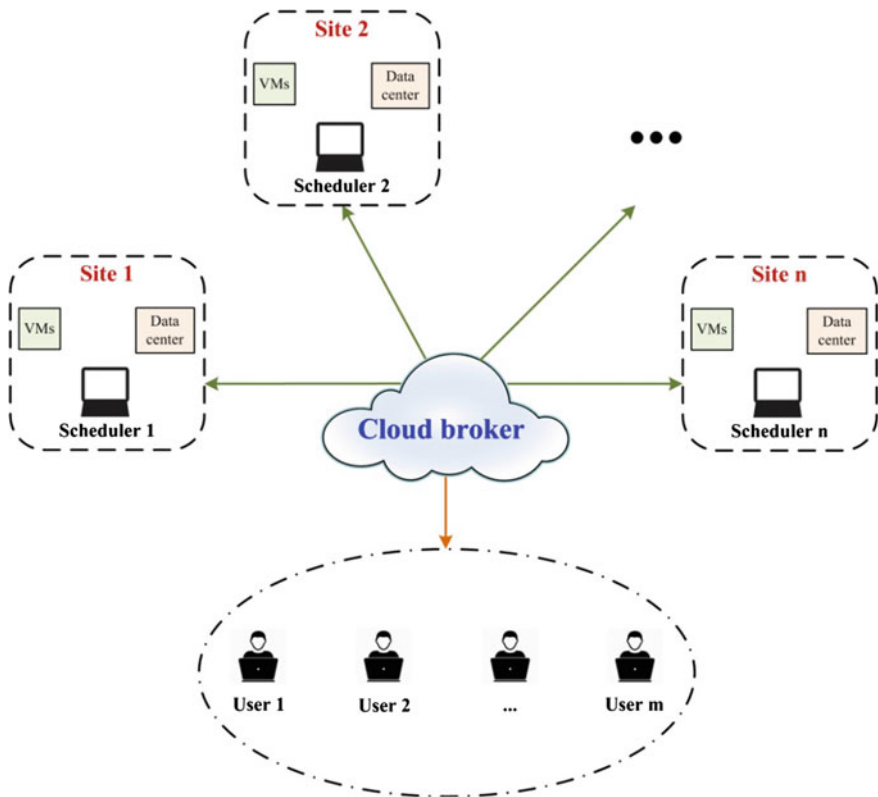 Site 2
VMs
Data
center
Scheduler 2
...
Site 1
VMs
Data
center
Scheduler 1
Site n
VMs
Data
center
Scheduler n
Cloud broker
User 1
User 2
...
User m